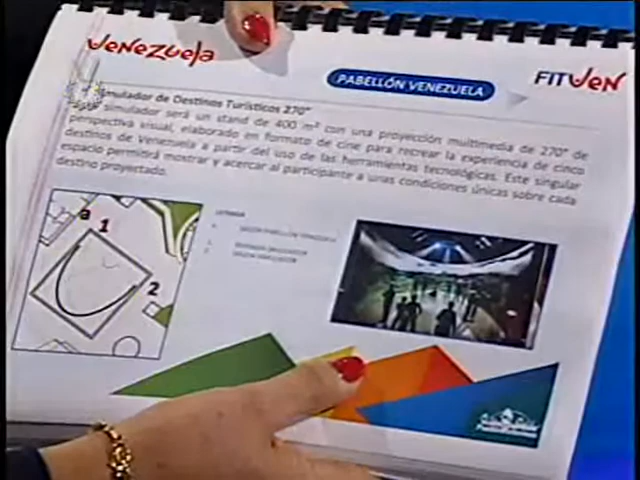 Venezuela
PABELLÓN VENEZUELA
FITVeN
Simulador de Destinos Turísticos 270°
simulador será un stand de 400 m² con una proyección multimedia de 270° de
perspectiva visual, elaborado en formato de cine para recrear la experiencia de cinco
destinos de Venezuela a partir del uso de las herramientas tecnológicas. Este singular
espacio permitirá mostrar y acercar al participante a unas condiciones únicas sobre cada
destino proyectado.
a
1
2